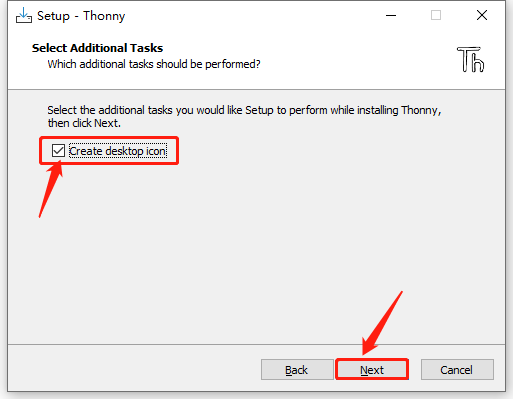 Setup - Thonny
Select Additional Tasks
Which additional tasks should be performed?
Th
Select the additional tasks you would like Setup to perform while installing Thonny,
then click Next.
Create desktop icon
Back
Next
Cancel